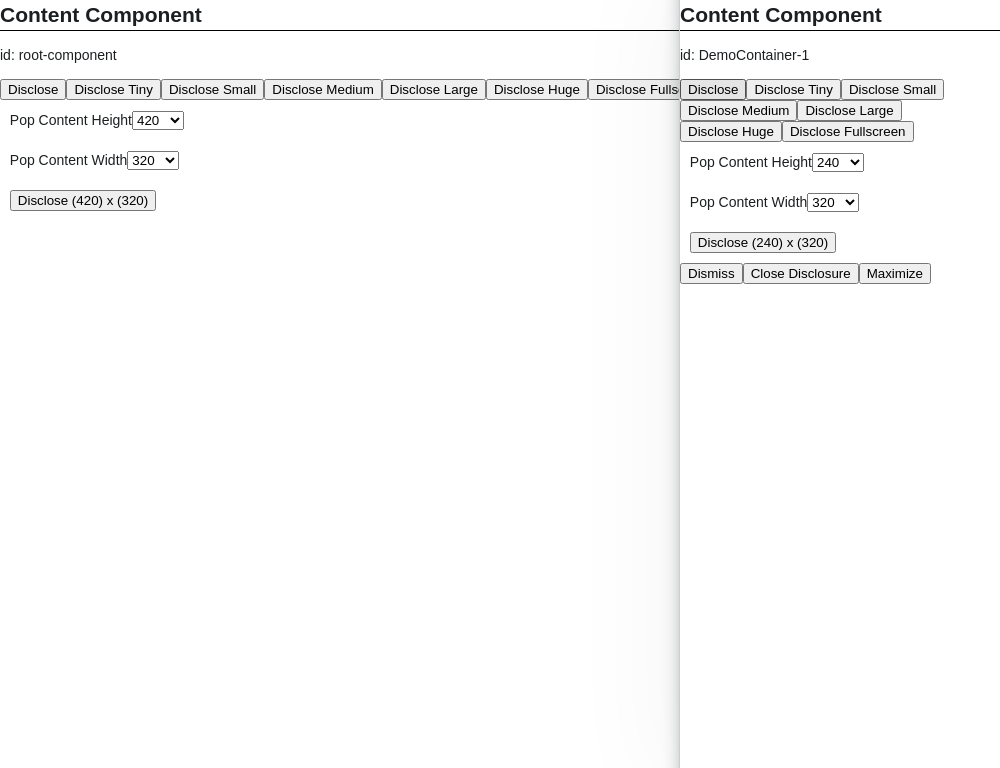 Content Component
id: root-component
Disclose Disclose Tiny Disclose Small Disclose Medium Disclose Large Disclose Huge Disclose Fulls
Pop Content Height 420
Pop Content Width 320
Disclose (420) x (320)
Content Component
id: DemoContainer-1
Disclose Disclose Tiny Disclose Small
Disclose Medium Disclose Large
Disclose Huge Disclose Fullscreen
Pop Content Height 240
Pop Content Width 320
Disclose (240) x (320)
Dismiss Close Disclosure Maximize